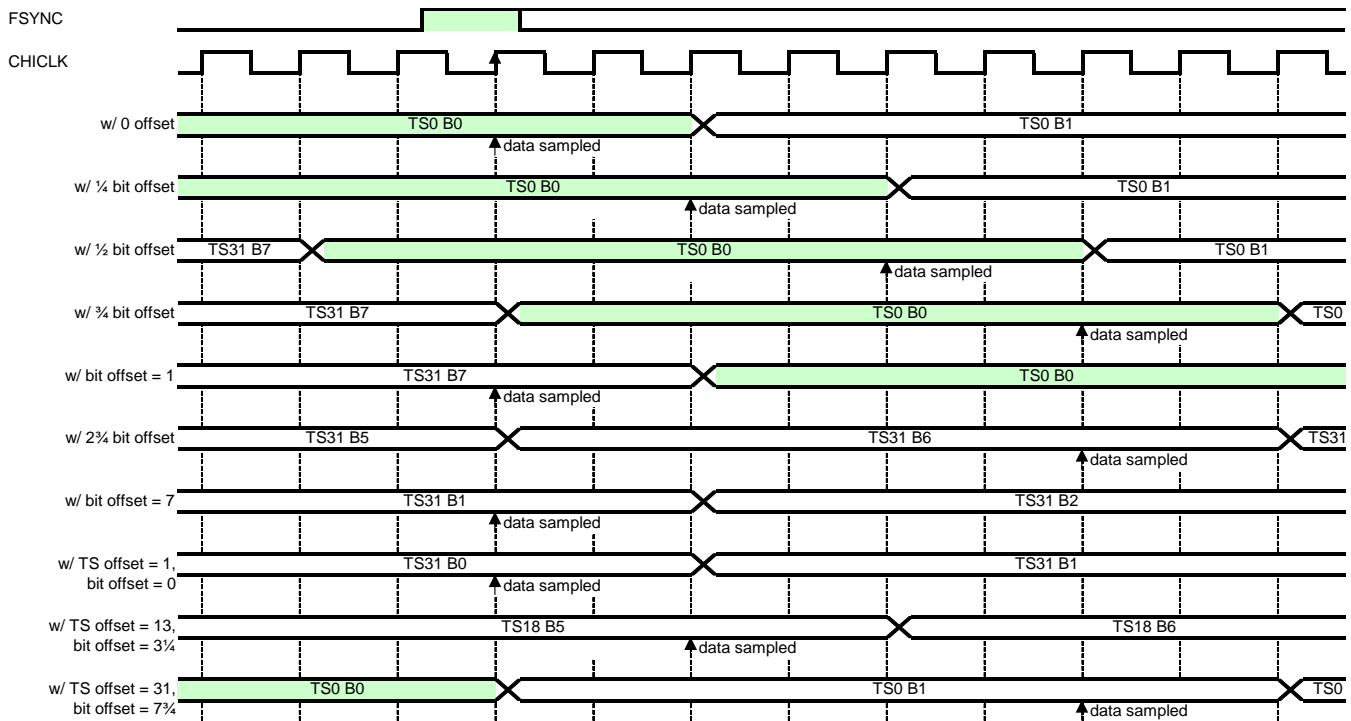 FSYNC
CHICLK
w/ 0 offset TS0 B0 TS0 B1
data sampled
w/ ¼ bit offset TS0 B0 TS0 B1
data sampled
w/ ½ bit offset TS31 B7 TS0 B0 TS0 B1
data sampled
w/ ¾ bit offset TS31 B7 TS0 B0 TS0
data sampled
w/ bit offset = 1 TS31 B7 TS0 B0
data sampled
w/ 2¾ bit offset TS31 B5 TS31 B6 TS31
data sampled
w/ bit offset = 7 TS31 B1 TS31 B2
data sampled
w/ TS offset = 1, TS31 B0 TS31 B1
bit offset = 0 data sampled
w/ TS offset = 13, TS18 B5 TS18 B6
bit offset = 3¼ data sampled
w/ TS offset = 31, TS0 B0 TS0 B1 TS0
bit offset = 7¾ data sampled